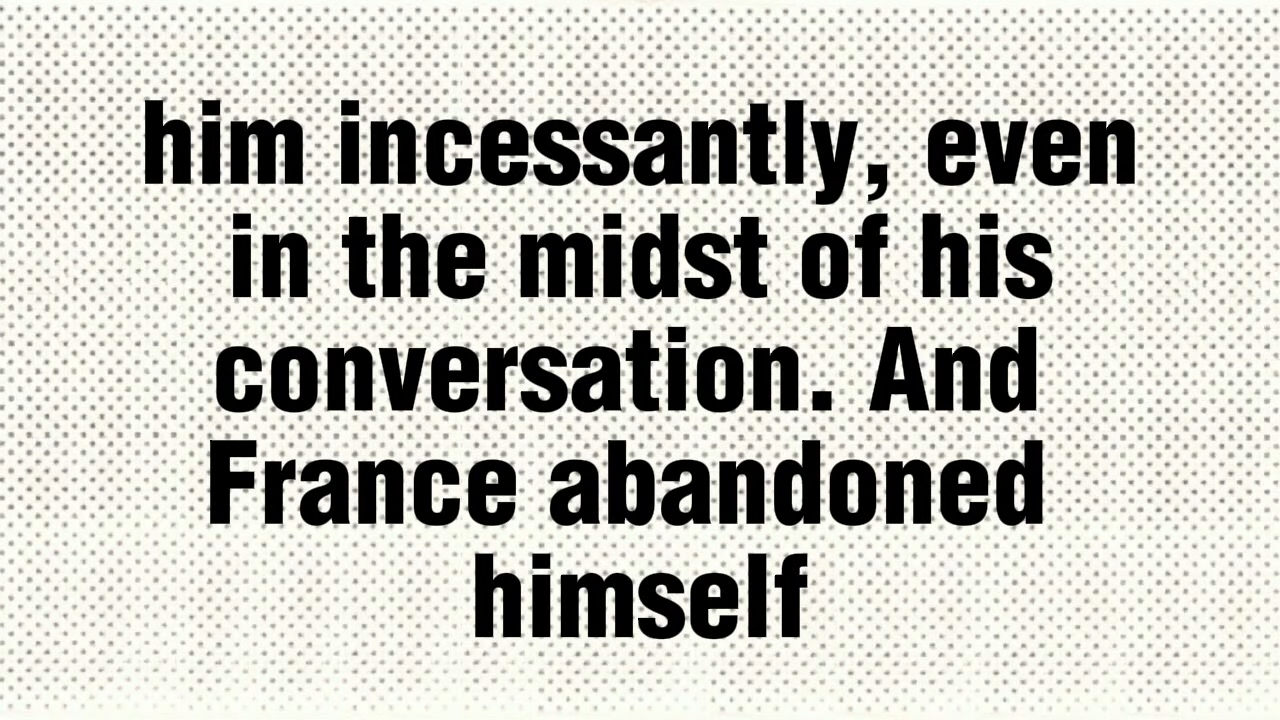 him incessantly, even
in the midst of his
conversation. And
France abandoned
himself